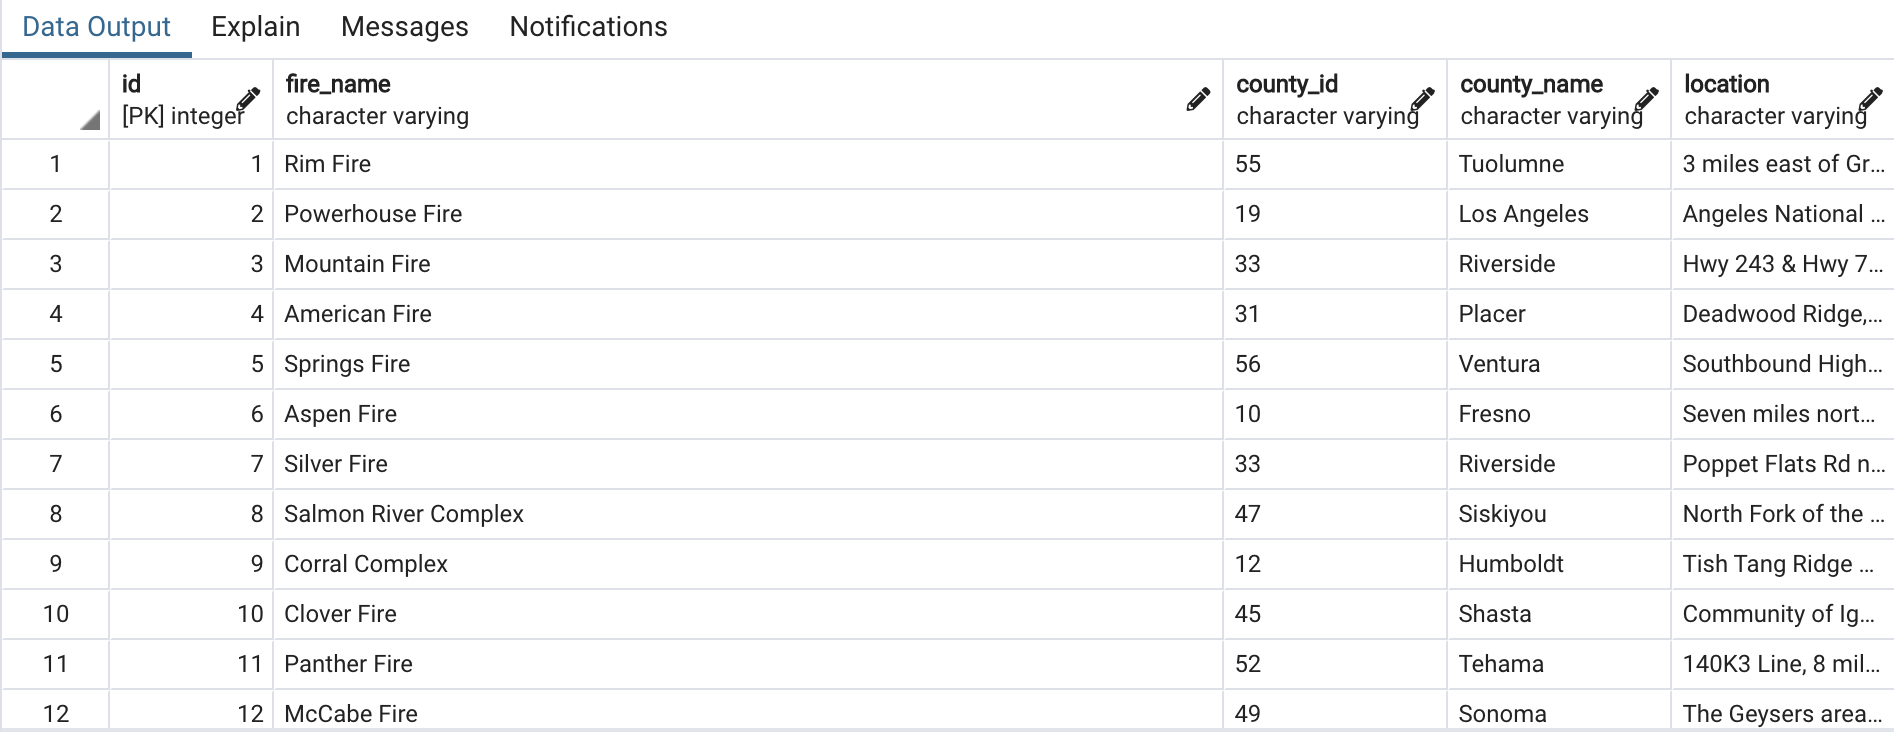 Data Output Explain Messages Notifications
id fire_name county_id county_name location
[PK] integer character varying character varying character varying character varying
1 1 Rim Fire 55 Tuolumne 3 miles east of Gr...
2 2 Powerhouse Fire 19 Los Angeles Angeles National ...
3 3 Mountain Fire 33 Riverside Hwy 243 & Hwy 7...
4 4 American Fire 31 Placer Deadwood Ridge,...
5 5 Springs Fire 56 Ventura Southbound High...
6 6 Aspen Fire 10 Fresno Seven miles nort...
7 7 Silver Fire 33 Riverside Poppet Flats Rd n...
8 8 Salmon River Complex 47 Siskiyou North Fork of the ...
9 9 Corral Complex 12 Humboldt Tish Tang Ridge ...
10 10 Clover Fire 45 Shasta Community of Ig...
11 11 Panther Fire 52 Tehama 140K3 Line, 8 mil...
12 12 McCabe Fire 49 Sonoma The Geysers area...